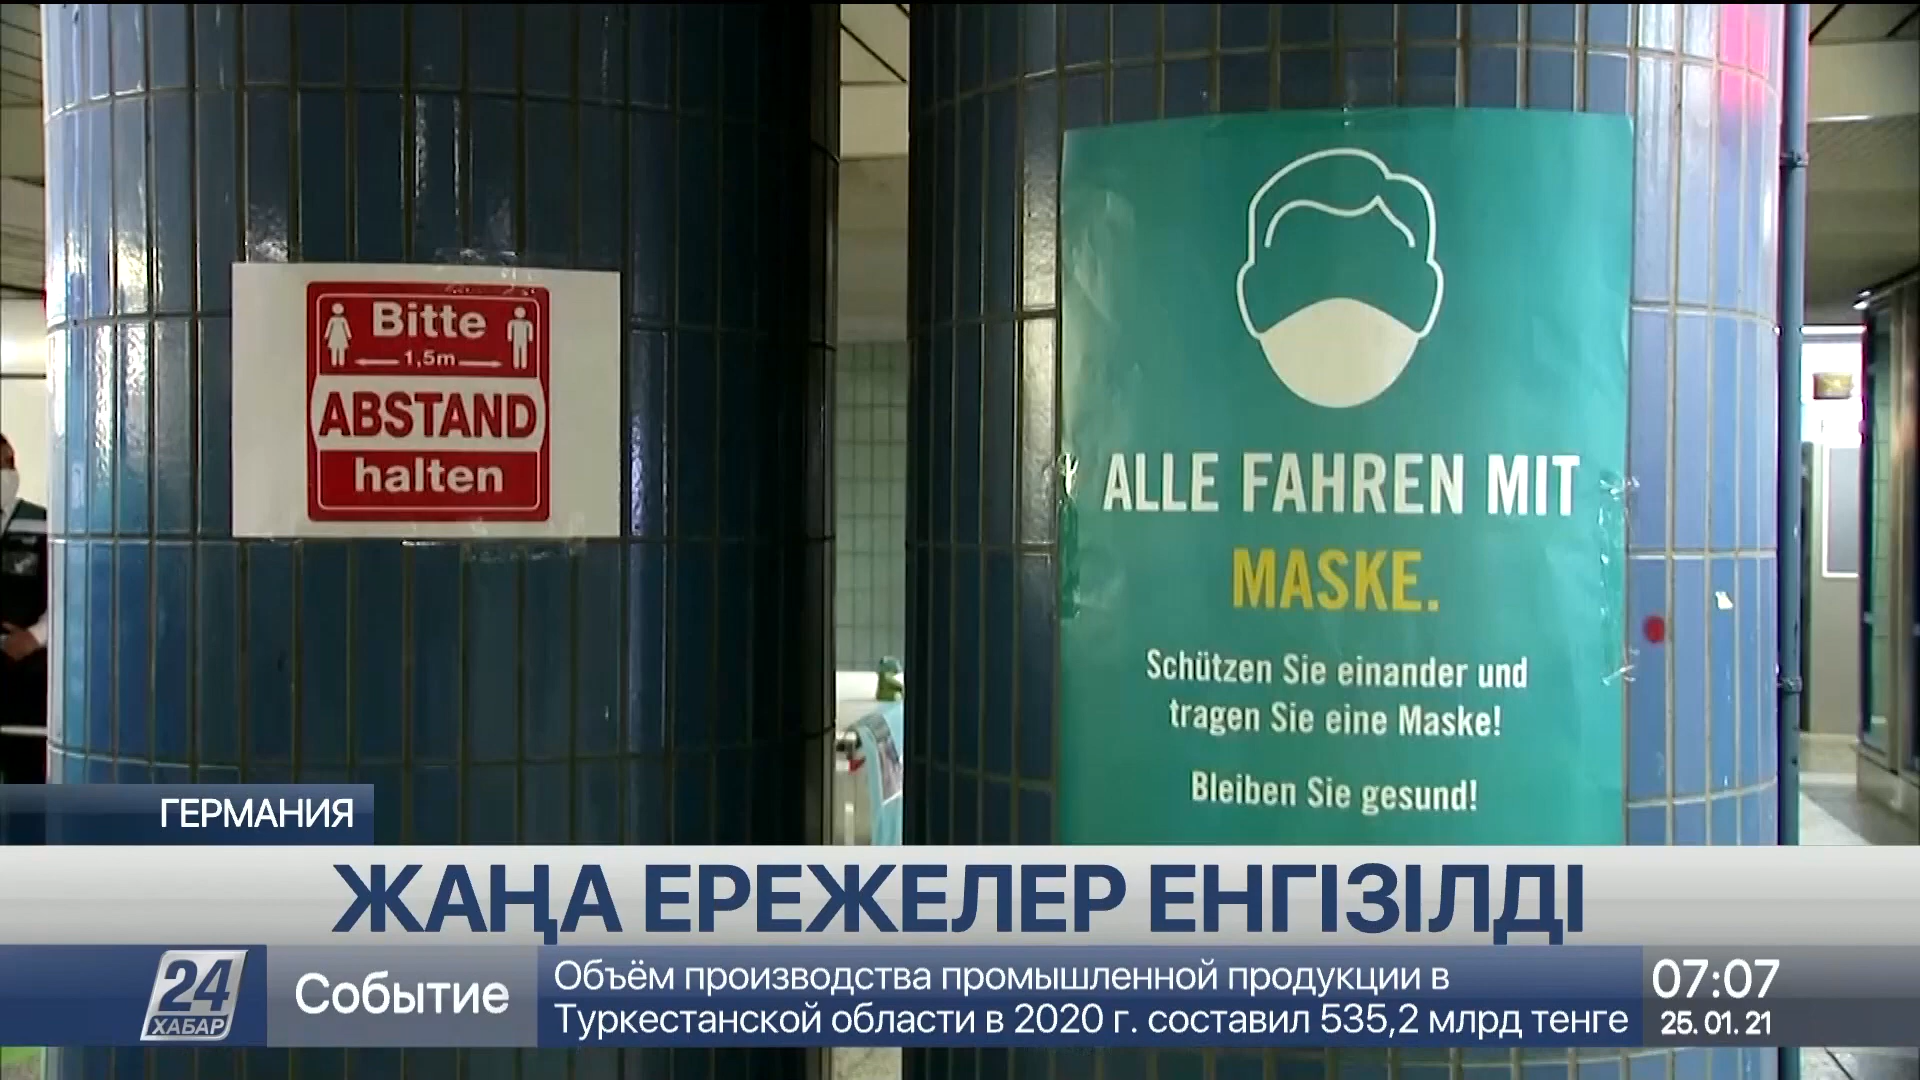 Bitte
1,5m
ABSTAND
halten
ALLE FAHREN MIT
MASKE.
Schützen Sie einander und
tragen Sie eine Maske!
Bleiben Sie gesund!
ГЕРМАНИЯ
ЖАҢА ЕРЕЖЕЛЕР ЕНГІЗІЛДІ
24
ХАБАР
Событие
Объём производства промышленной продукции в
Туркестанской области в 2020 г. составил 535,2 млрд тенге
07:07
25.01.21